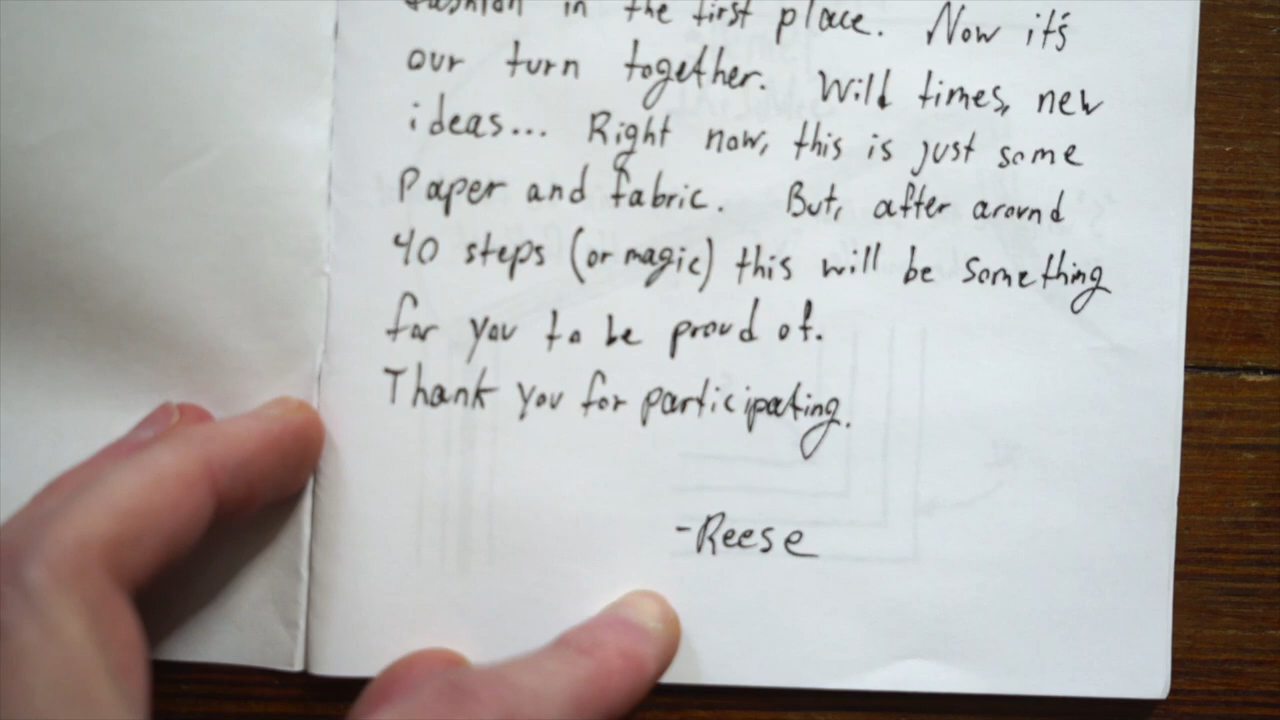 fashion in the first place. Now it's
our turn together. Wild times, new
ideas... Right now, this is just some
Paper and fabric. But, after around
40 steps (or magic) this will be something
for you to be proud of.
Thank you for participating.
-Reese